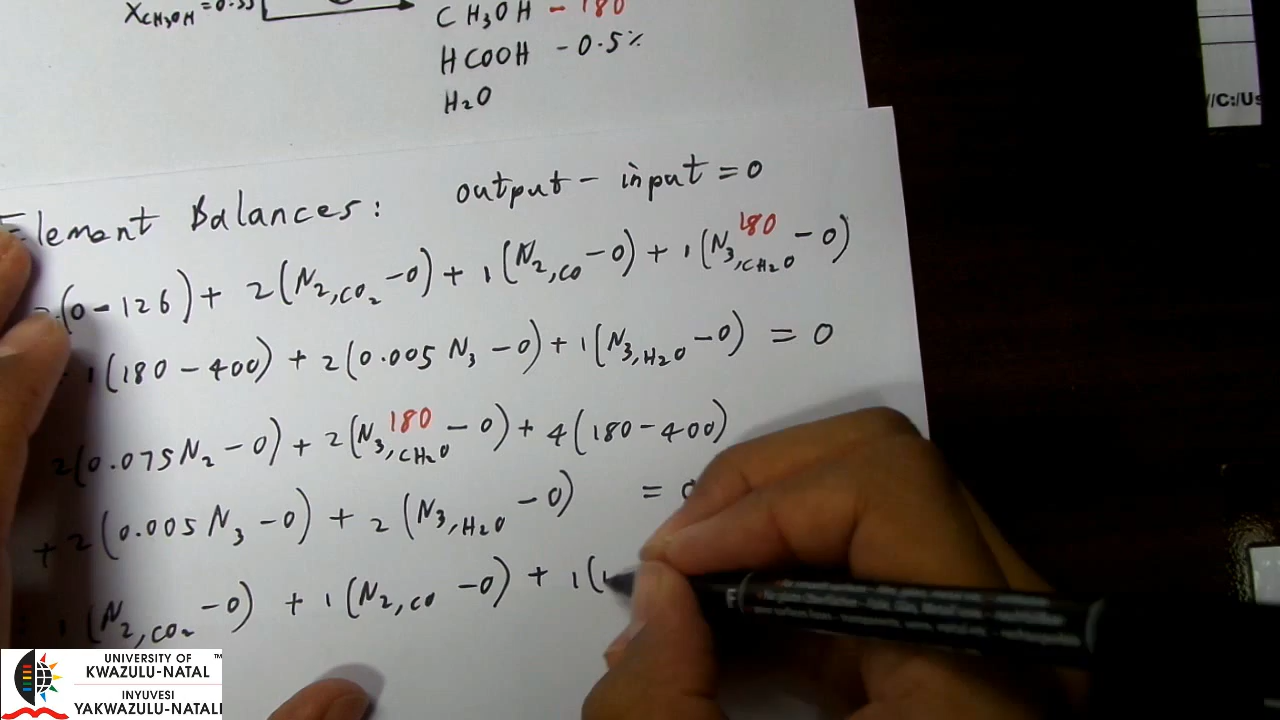 X_CH3OH = 0.55
CH3OH - 180
HCOOH - 0.5%
H2O
//C:/Us
Element Balances: output - input = 0
(0 - 126) + 2(N2,CO2 - 0) + 1(N2,CO - 0) + 1(N3,CH2O 180 - 0)
1(180 - 400) + 2(0.005 N3 - 0) + 1(N3,H2O - 0) = 0
2(0.075 N2 - 0) + 2(N3,CH2O 180 - 0) + 4(180 - 400)
+ 2(0.005 N3 - 0) + 2(N3,H2O - 0) =
1(N2,CO2 - 0) + 1(N2,CO - 0) + 1(
UNIVERSITY OF ™
KWAZULU-NATAL
INYUVESI
YAKWAZULU-NATALI